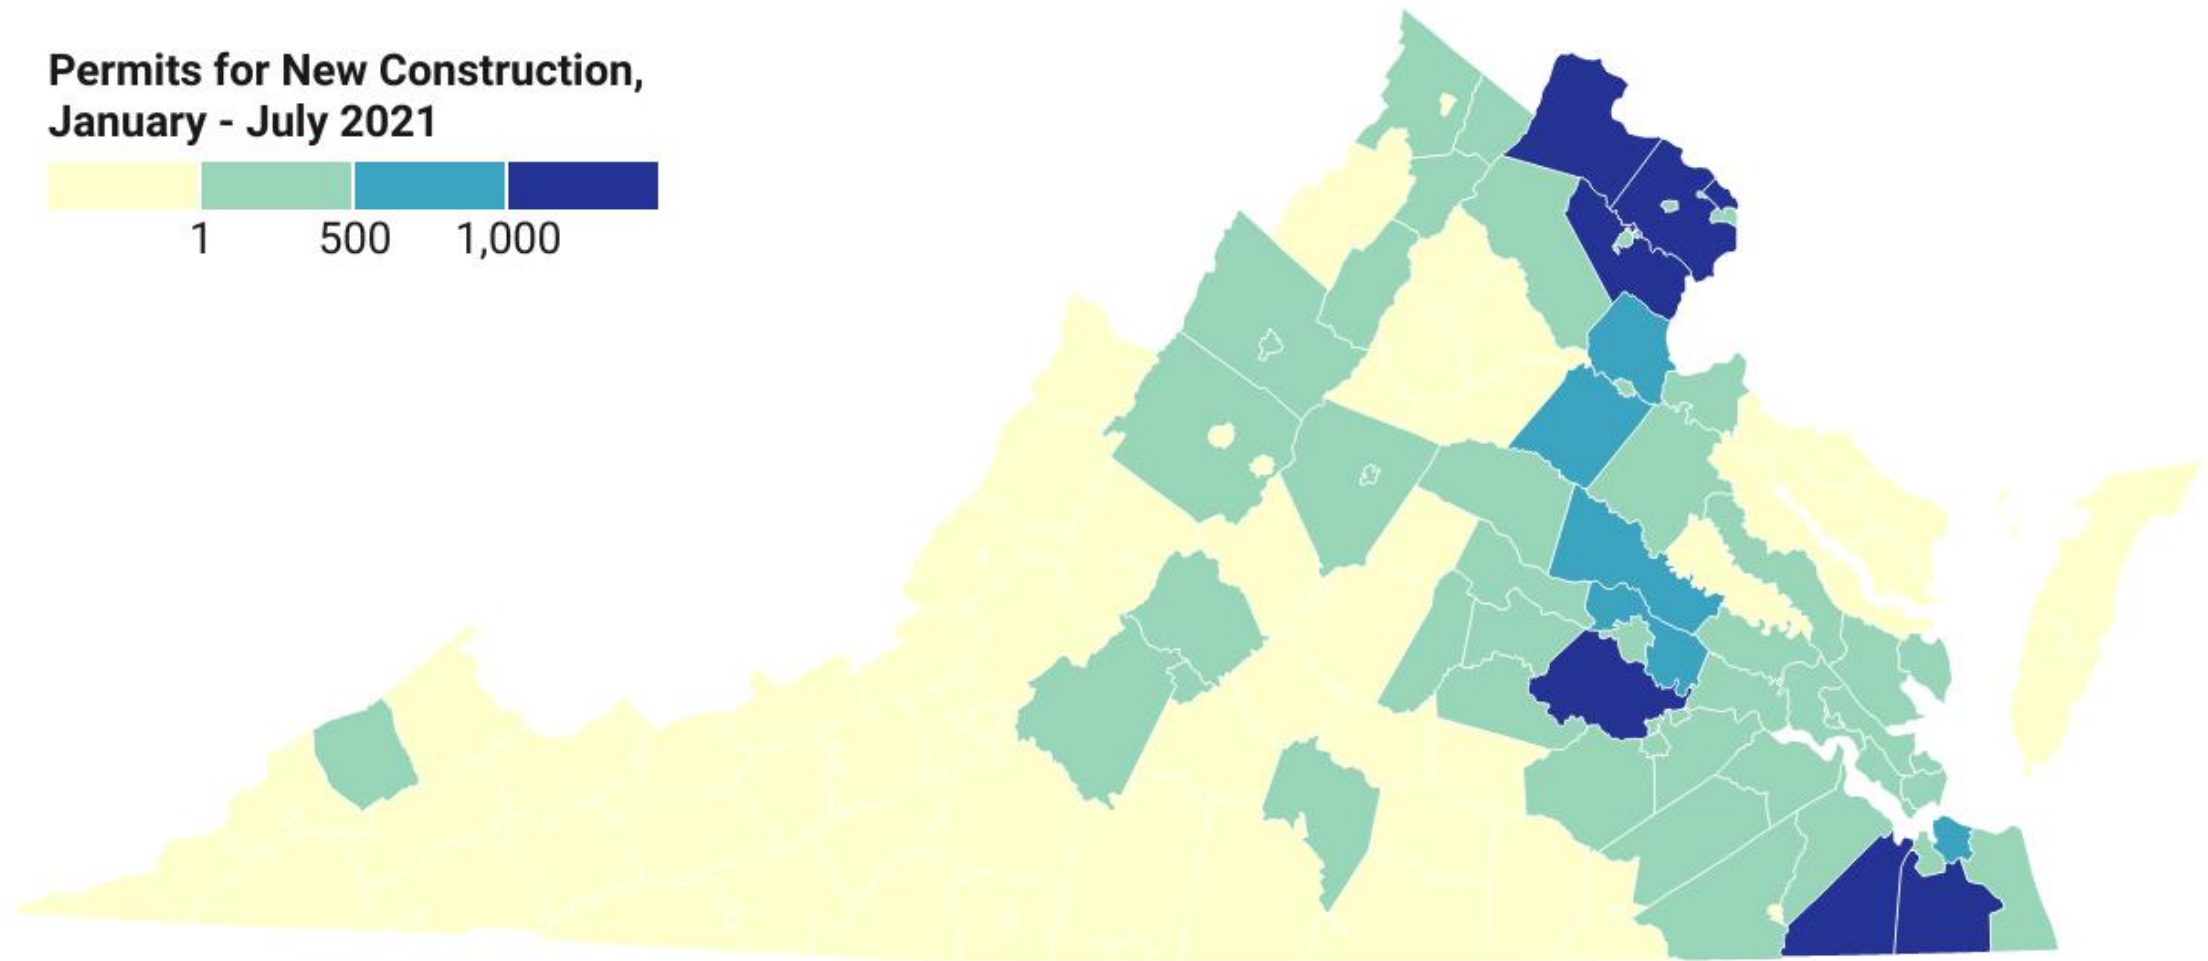 Permits for New Construction,
January - July 2021
1 500 1,000